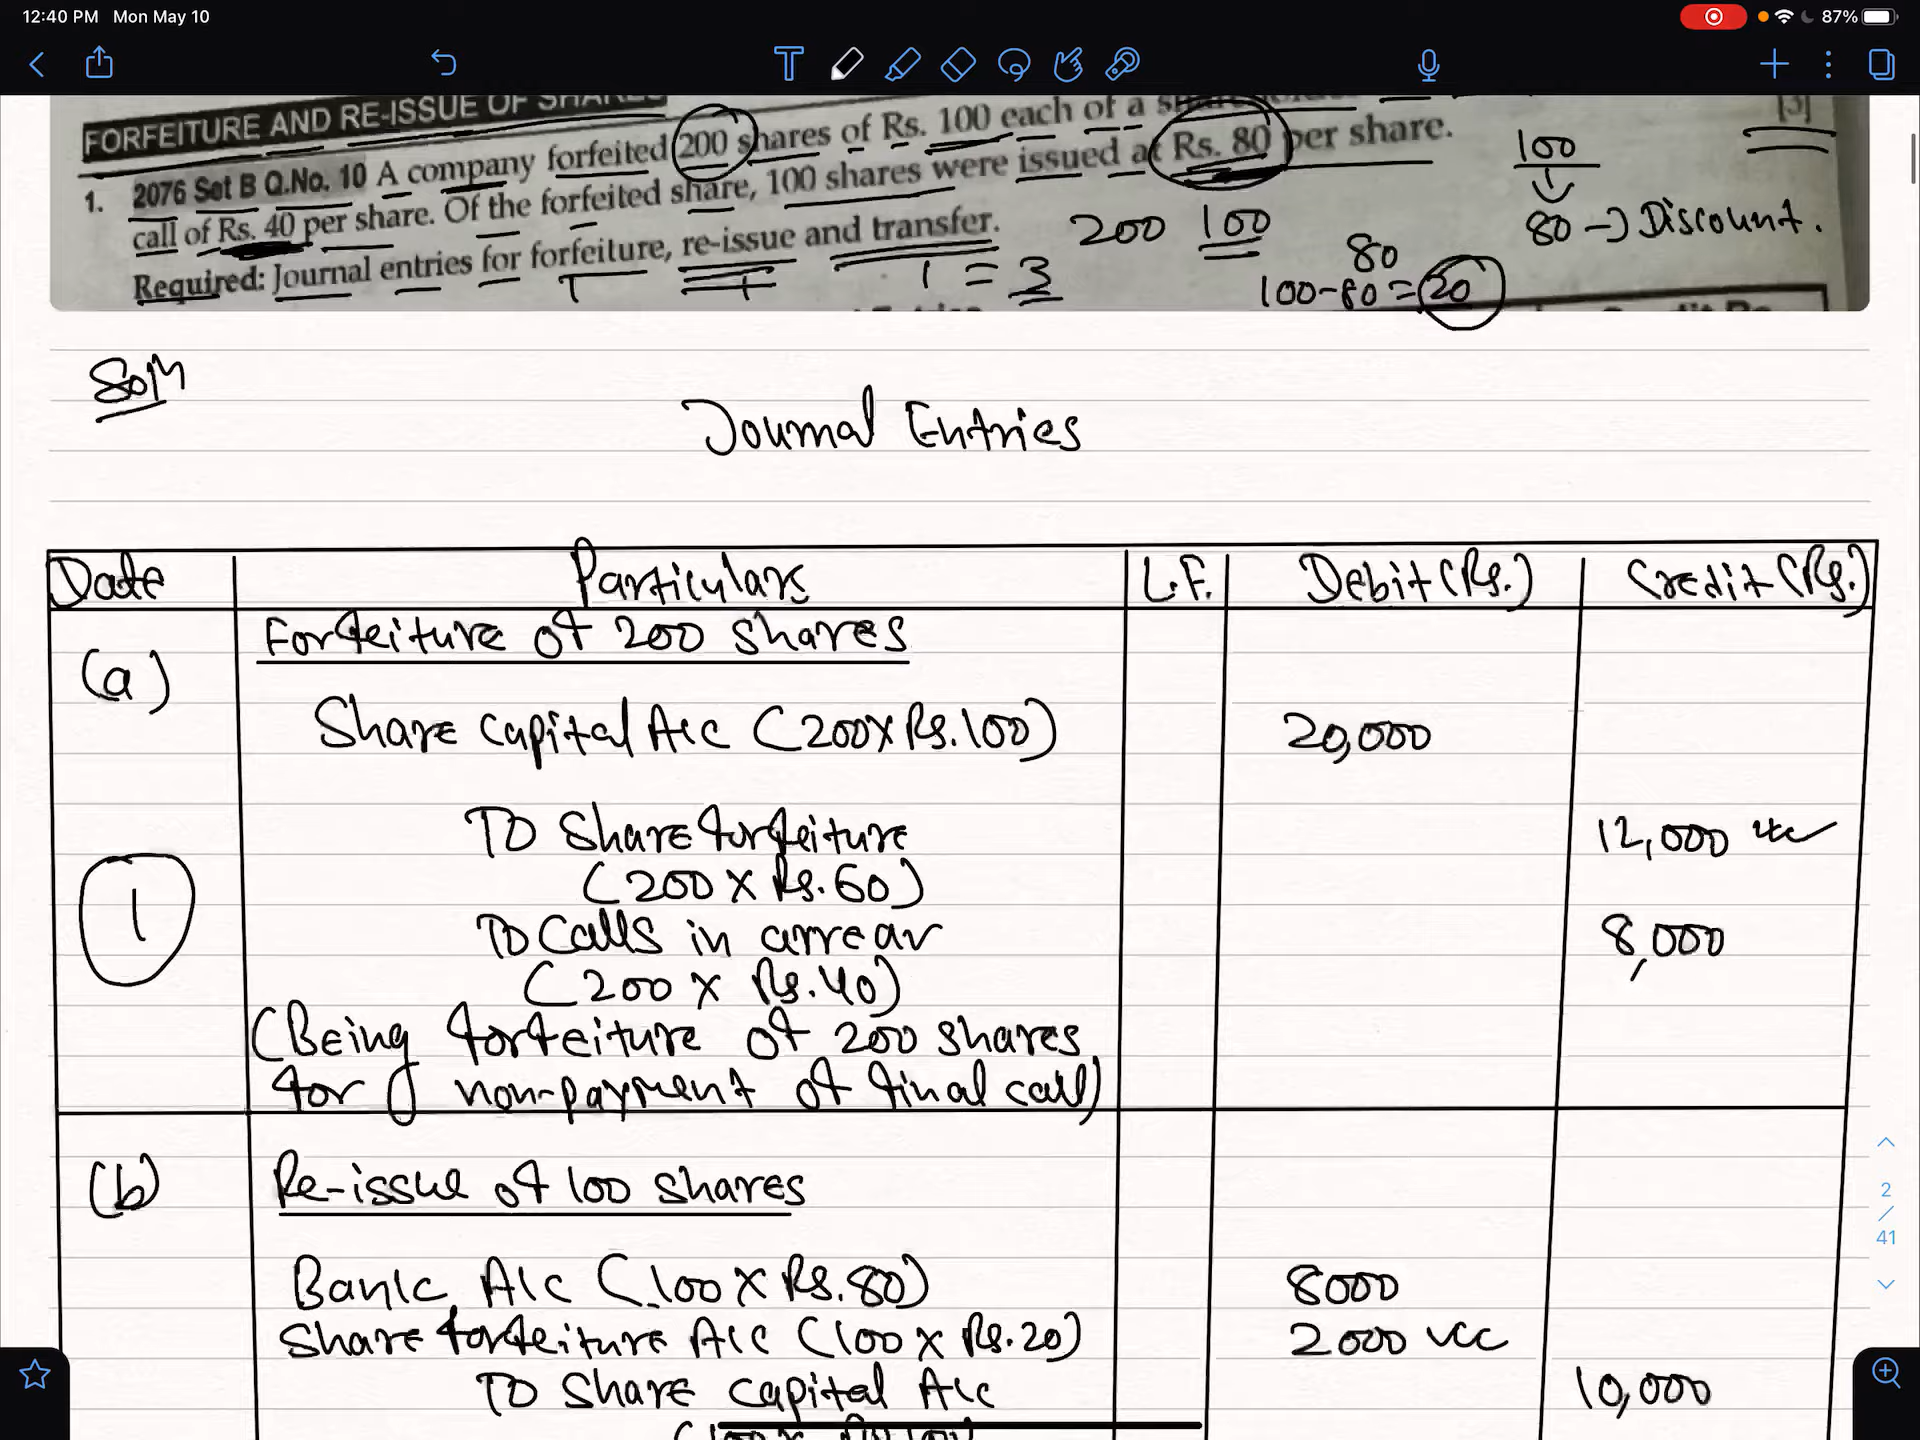 12:40 PM Mon May 10
87%
FORFEITURE AND RE-ISSUE OF SHARES
[3]
1. 2076 Set B Q.No. 10 A company forfeited 200 shares of Rs. 100 each of a
call of Rs. 40 per share. Of the forfeited share, 100 shares were issued at Rs. 80 per share.
Required: Journal entries for forfeiture, re-issue and transfer.
1 1 1 = 3
200 100
80
100-80 = 20
100
80 → Discount.
Soln
Journal Entries
Date Particulars L.F. Debit (Rs.) Credit (Rs.)
(a) Forfeiture of 200 shares
Share capital A/c (200 x Rs.100) 20,000
To Share forfeiture 12,000
(200 x Rs.60)
1
To Calls in arrear 8,000
(200 x Rs.40)
(Being forfeiture of 200 shares
for non-payment of final call)
(b) Re-issue of 100 shares
Bank A/c (100 x Rs.80) 8000
Share forfeiture A/c (100 x Rs.20) 2000
To Share capital A/c 10,000
2
/
41